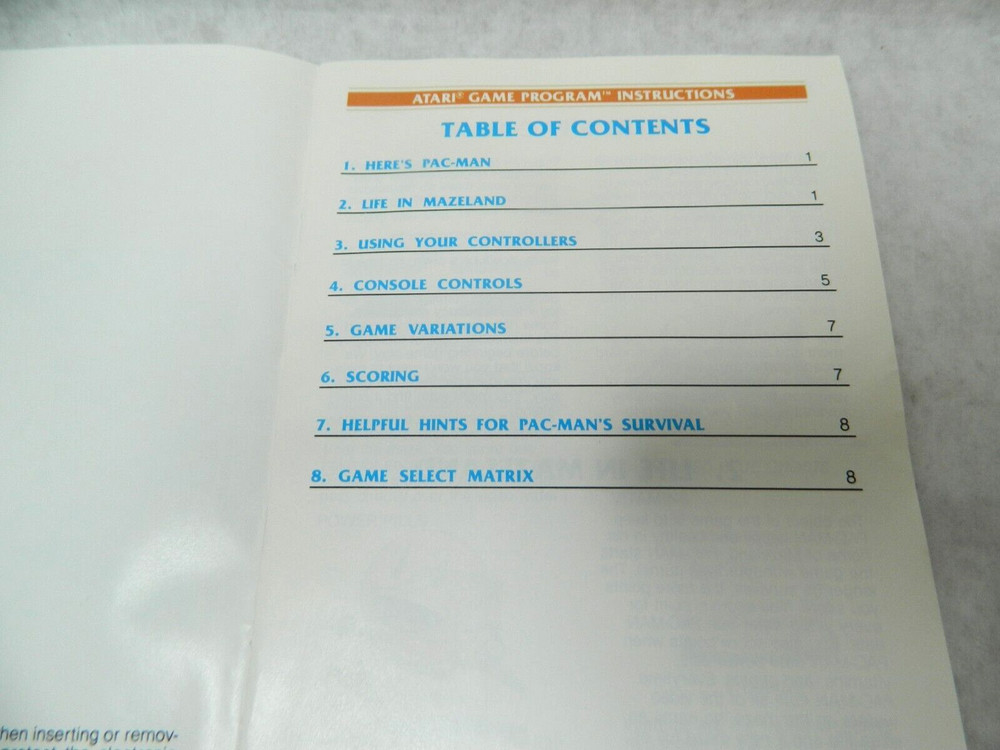 ATARI® GAME PROGRAM™ INSTRUCTIONS
TABLE OF CONTENTS
1. HERE'S PAC-MAN 1
2. LIFE IN MAZELAND 1
3. USING YOUR CONTROLLERS 3
4. CONSOLE CONTROLS 5
5. GAME VARIATIONS 7
6. SCORING 7
7. HELPFUL HINTS FOR PAC-MAN'S SURVIVAL 8
8. GAME SELECT MATRIX 8
hen inserting or remov-